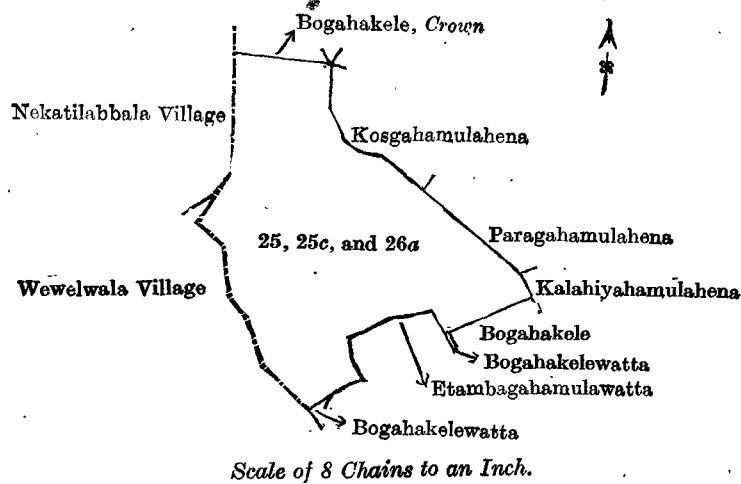 Bogahakele, Crown
Nekatilabbala Village
Kosgahamulahena
25, 25c, and 26a
Paragahamulahena
Wewelwala Village
Kalahiyahamulahena
Bogahakele
Bogahakelewatta
Etambagahamulawatta
Bogahakelewatta
Scale of 8 Chains to an Inch.